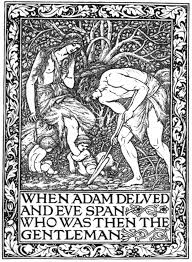 WHEN ADAM DELVED
AND EVE SPAN
WHO WAS THEN THE
GENTLEMAN